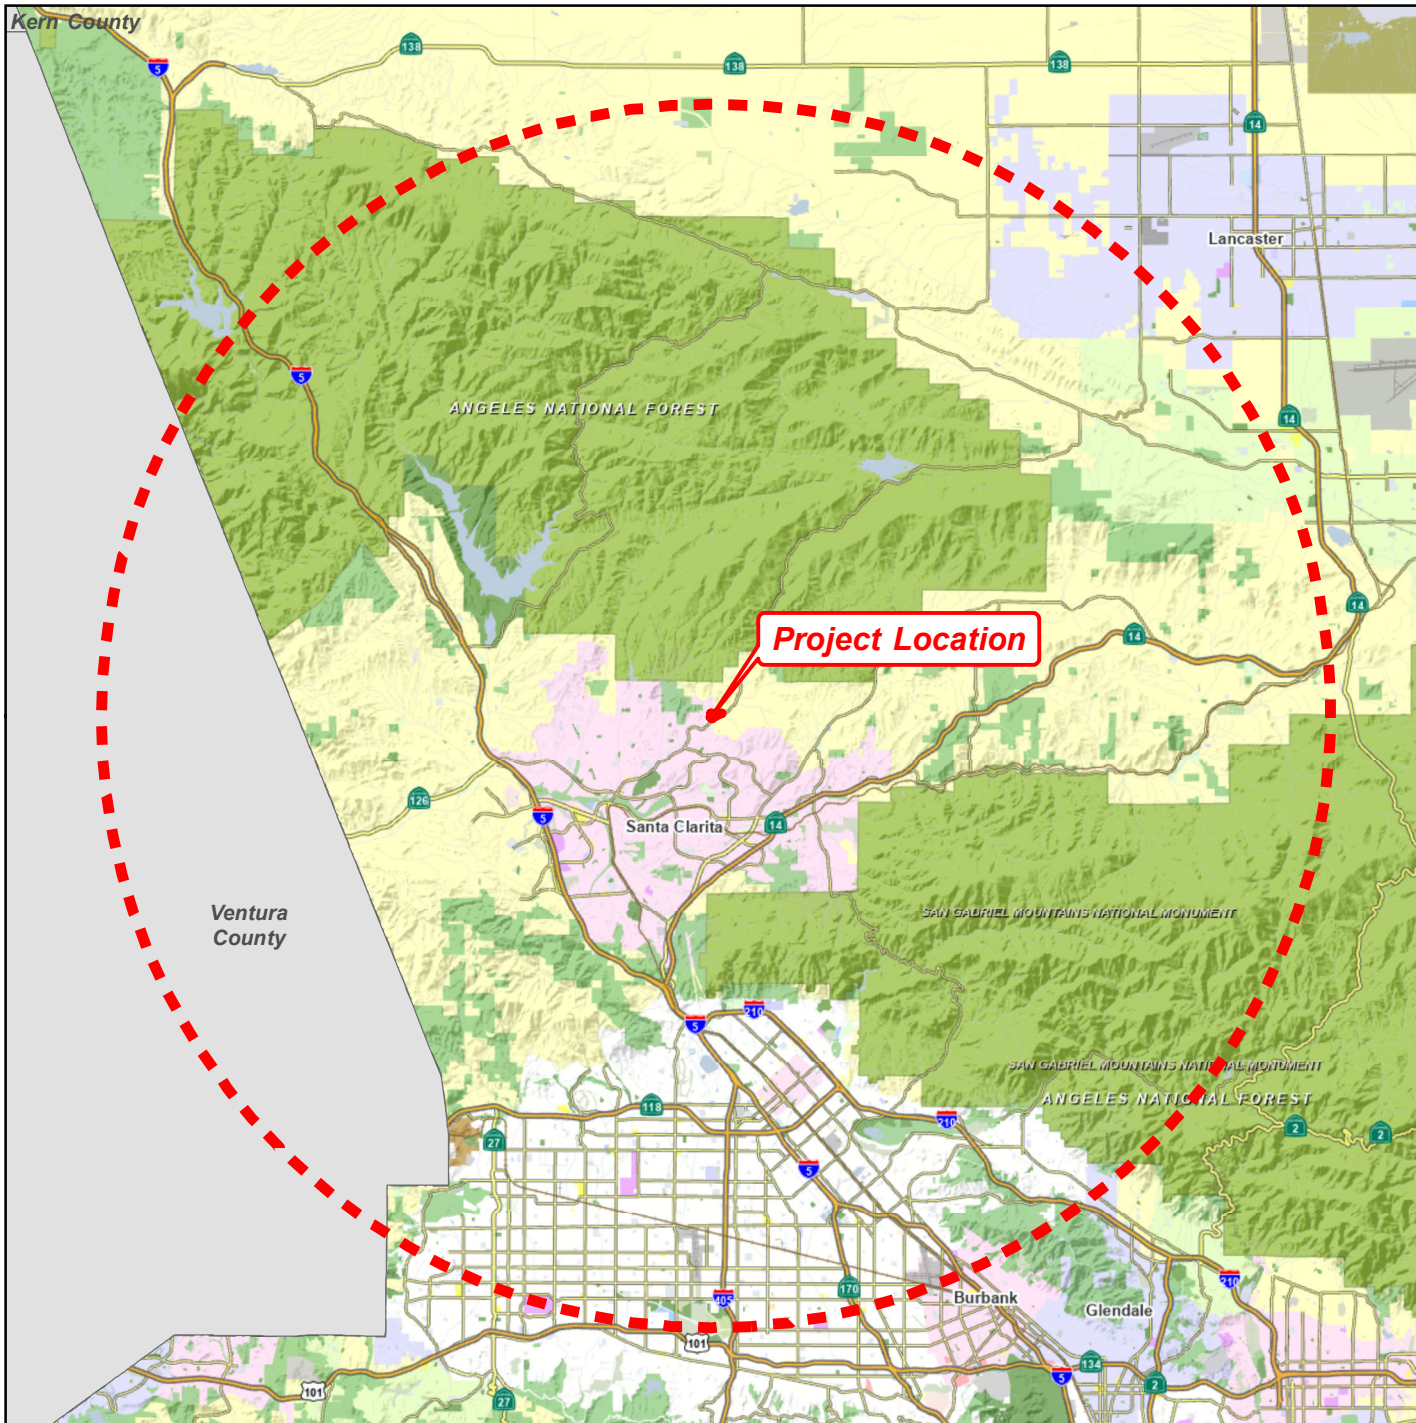 Kern County
138
5
138
138
14
Lancaster
5
ANGELES NATIONAL FOREST
14
14
Project Location
14
126
5
Santa Clarita
14
Ventura
County
SAN GABRIEL MOUNTAINS NATIONAL MONUMENT
210
5
SAN GABRIEL MOUNTAINS NATIONAL MONUMENT
ANGELES NATIONAL FOREST
118
210
2
2
27
5
210
170
405
Burbank
Glendale
101
134
5
2
101
27